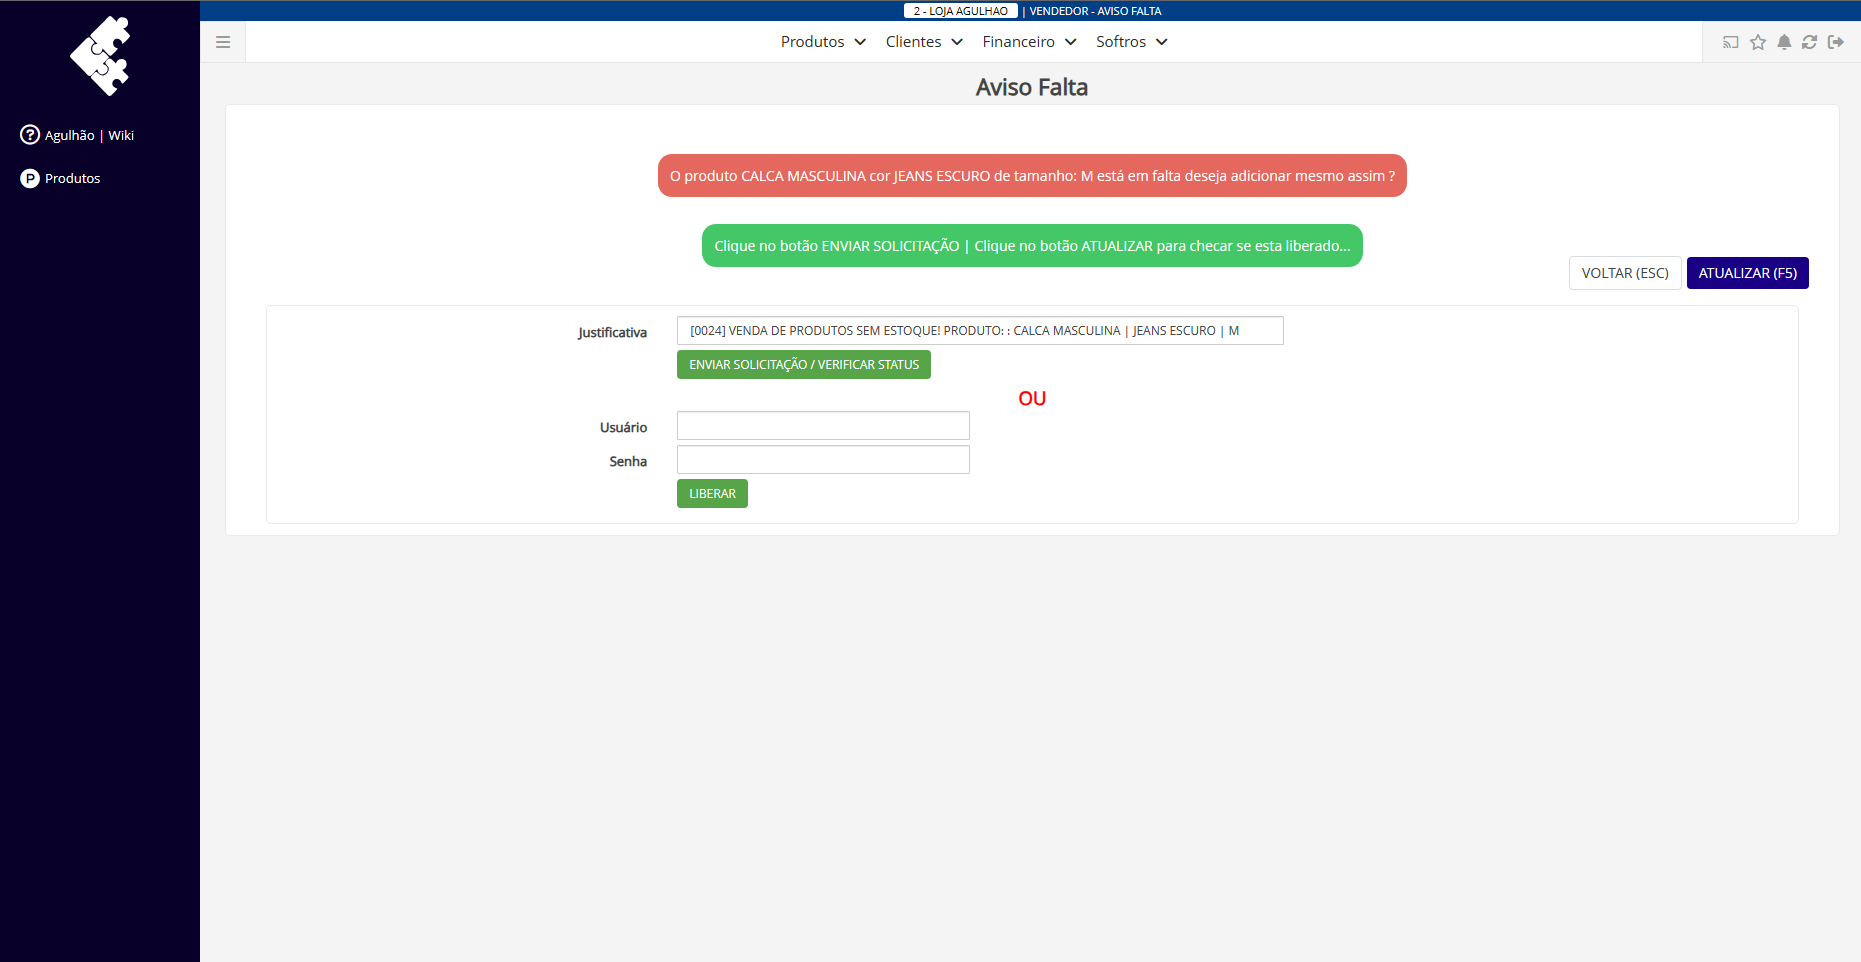 2 - LOJA AGULHAO | VENDEDOR - AVISO FALTA
Produtos Clientes Financeiro Softros
Agulhão | Wiki
P Produtos
Aviso Falta
O produto CALCA MASCULINA cor JEANS ESCURO de tamanho: M está em falta deseja adicionar mesmo assim ?
Clique no botão ENVIAR SOLICITAÇÃO | Clique no botão ATUALIZAR para checar se esta liberado...
VOLTAR (ESC) ATUALIZAR (F5)
Justificativa [0024] VENDA DE PRODUTOS SEM ESTOQUE! PRODUTO: : CALCA MASCULINA | JEANS ESCURO | M
ENVIAR SOLICITAÇÃO / VERIFICAR STATUS
OU
Usuário
Senha
LIBERAR